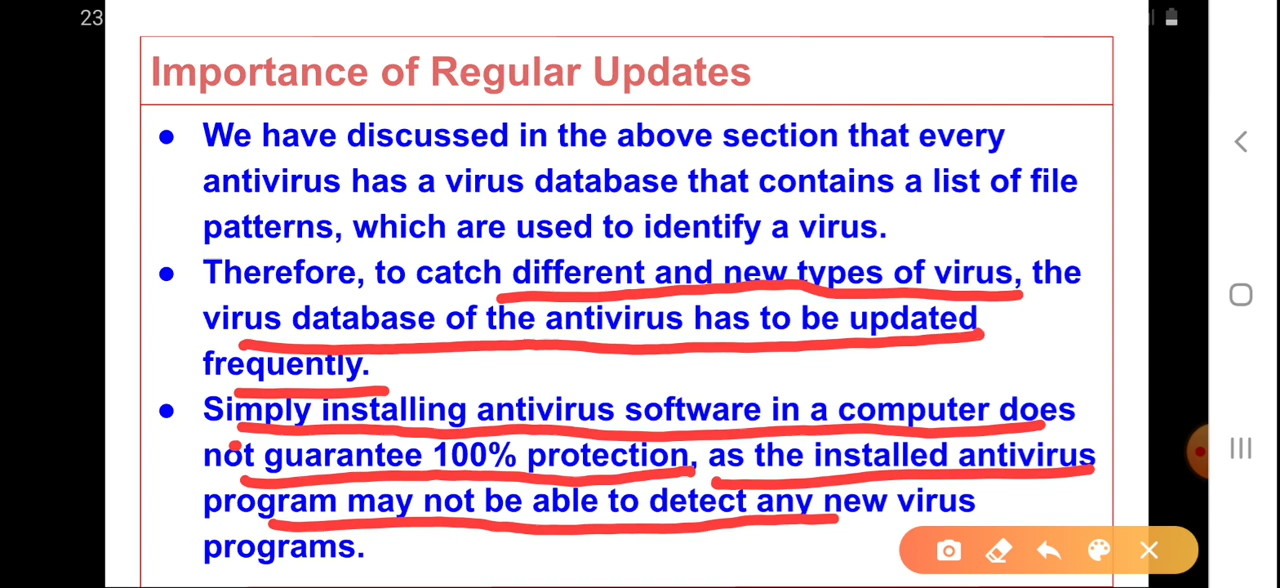 23
Importance of Regular Updates
● We have discussed in the above section that every
antivirus has a virus database that contains a list of file
patterns, which are used to identify a virus.
● Therefore, to catch different and new types of virus, the
virus database of the antivirus has to be updated
frequently.
● Simply installing antivirus software in a computer does
not guarantee 100% protection, as the installed antivirus
program may not be able to detect any new virus
programs.